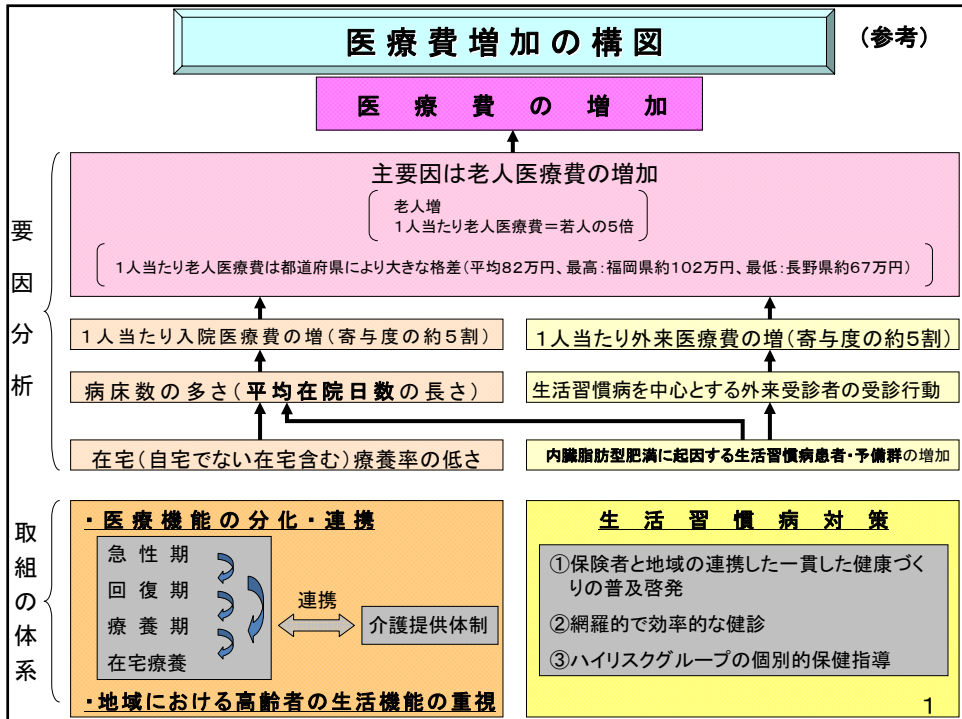 医療費増加の構図
（参考）
医療費の増加
要因分析
主要因は老人医療費の増加
老人増
1人当たり老人医療費＝若人の5倍
1人当たり老人医療費は都道府県により大きな格差（平均82万円、最高：福岡県約102万円、最低：長野県約67万円）
１人当たり入院医療費の増（寄与度の約５割）
１人当たり外来医療費の増（寄与度の約５割）
病床数の多さ（平均在院日数の長さ）
生活習慣病を中心とする外来受診者の受診行動
在宅（自宅でない在宅含む）療養率の低さ
内臓脂肪型肥満に起因する生活習慣病患者・予備群の増加
取組の体系
・医療機能の分化・連携
急性期
回復期
療養期
在宅療養
連携
介護提供体制
・地域における高齢者の生活機能の重視
生活習慣病対策
①保険者と地域の連携した一貫した健康づく
りの普及啓発
②網羅的で効率的な健診
③ハイリスクグループの個別的保健指導
1